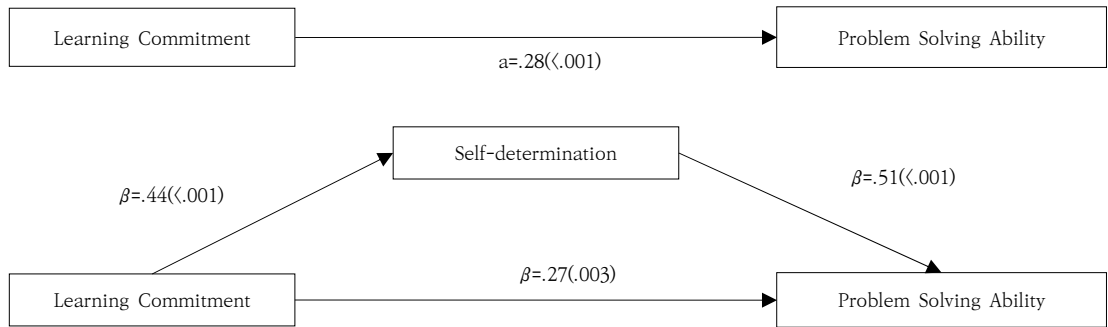 Learning Commitment
Problem Solving Ability
a=.28(<.001)
Self-determination
β=.44(<.001)
β=.51(<.001)
β=.27(.003)
Learning Commitment
Problem Solving Ability